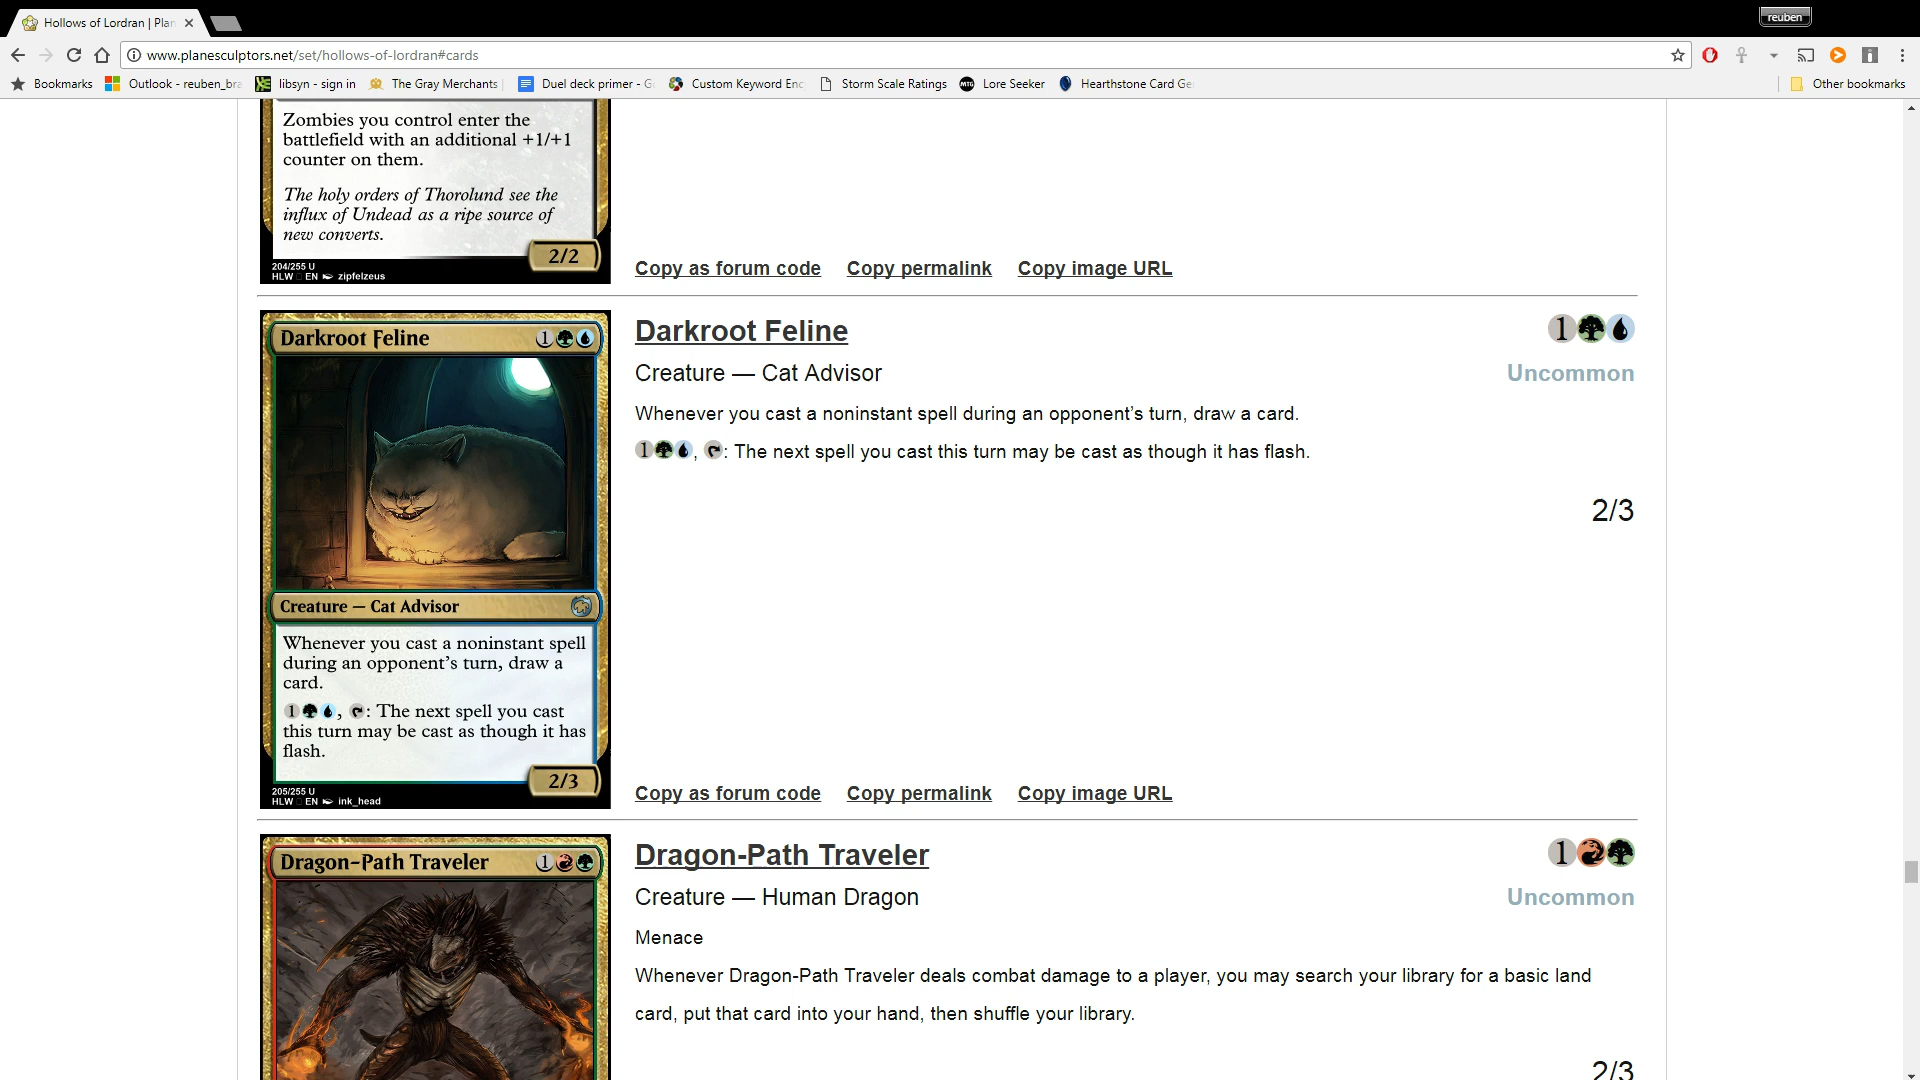 Hollows of Lordran | Plan
reuben
www.planesculptors.net/set/hollows-of-lordran#cards
Bookmarks
Outlook - reuben_bra
libsyn - sign in
The Gray Merchants
Duel deck primer - G
Custom Keyword Enc
Storm Scale Ratings
Lore Seeker
Hearthstone Card Ge
Other bookmarks
Zombies you control enter the
battlefield with an additional +1/+1
counter on them.
The holy orders of Thorolund see the
influx of Undead as a ripe source of
new converts.
2/2
204/255 U
HLW EN zipfelzeus
Copy as forum code
Copy permalink
Copy image URL
Darkroot Feline
1
Creature — Cat Advisor
Whenever you cast a noninstant spell
during an opponent's turn, draw a
card.
1, : The next spell you cast
this turn may be cast as though it has
flash.
2/3
205/255 U
HLW EN ink_head
Darkroot Feline
1
Creature — Cat Advisor
Uncommon
Whenever you cast a noninstant spell during an opponent's turn, draw a card.
1, : The next spell you cast this turn may be cast as though it has flash.
2/3
Copy as forum code
Copy permalink
Copy image URL
Dragon-Path Traveler
1
Dragon-Path Traveler
1
Creature — Human Dragon
Uncommon
Menace
Whenever Dragon-Path Traveler deals combat damage to a player, you may search your library for a basic land
card, put that card into your hand, then shuffle your library.
2/3